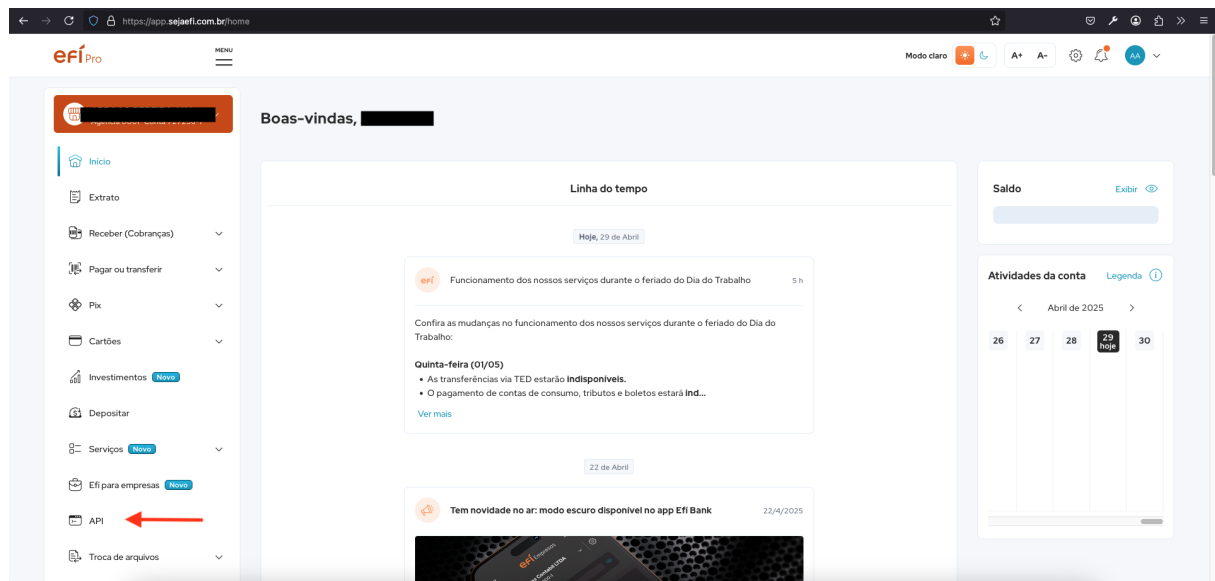 https://app.sejaefi.com.br/home
efí Pro
MENU
Modo claro
A+ A-
AA
Início
Extrato
Receber (Cobranças)
Pagar ou transferir
Pix
Cartões
Investimentos Novo
Depositar
Serviços Novo
Efí para empresas Novo
API
Troca de arquivos
Boas-vindas,
Linha do tempo
Hoje, 29 de Abril
efí Funcionamento dos nossos serviços durante o feriado do Dia do Trabalho 5 h
Confira as mudanças no funcionamento dos nossos serviços durante o feriado do Dia do
Trabalho:
Quinta-feira (01/05)
• As transferências via TED estarão indisponíveis.
• O pagamento de contas de consumo, tributos e boletos estará ind...
Ver mais
22 de Abril
Tem novidade no ar: modo escuro disponível no app Efí Bank 22/4/2025
efí Empresas
Saldo Exibir
Atividades da conta Legenda
Abril de 2025
26 27 28 29 30
hoje